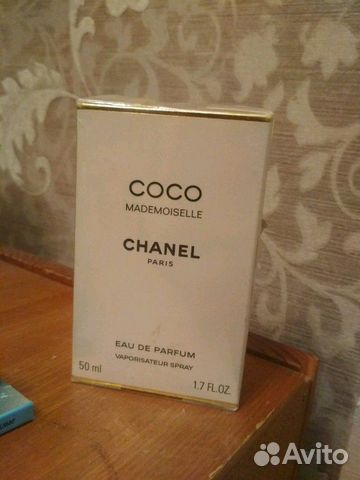 COCO
MADEMOISELLE
CHANEL
PARIS
EAU DE PARFUM
VAPORISATEUR SPRAY
50 ml 1.7 FL.OZ.
Avito